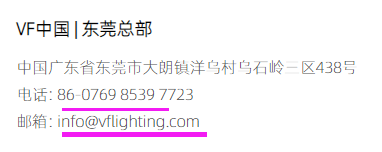 VF中国 | 东莞总部
中国广东省东莞市大朗镇洋乌村乌石岭三区438号
电话: 86-0769 8539 7723
邮箱: info@vflighting.com